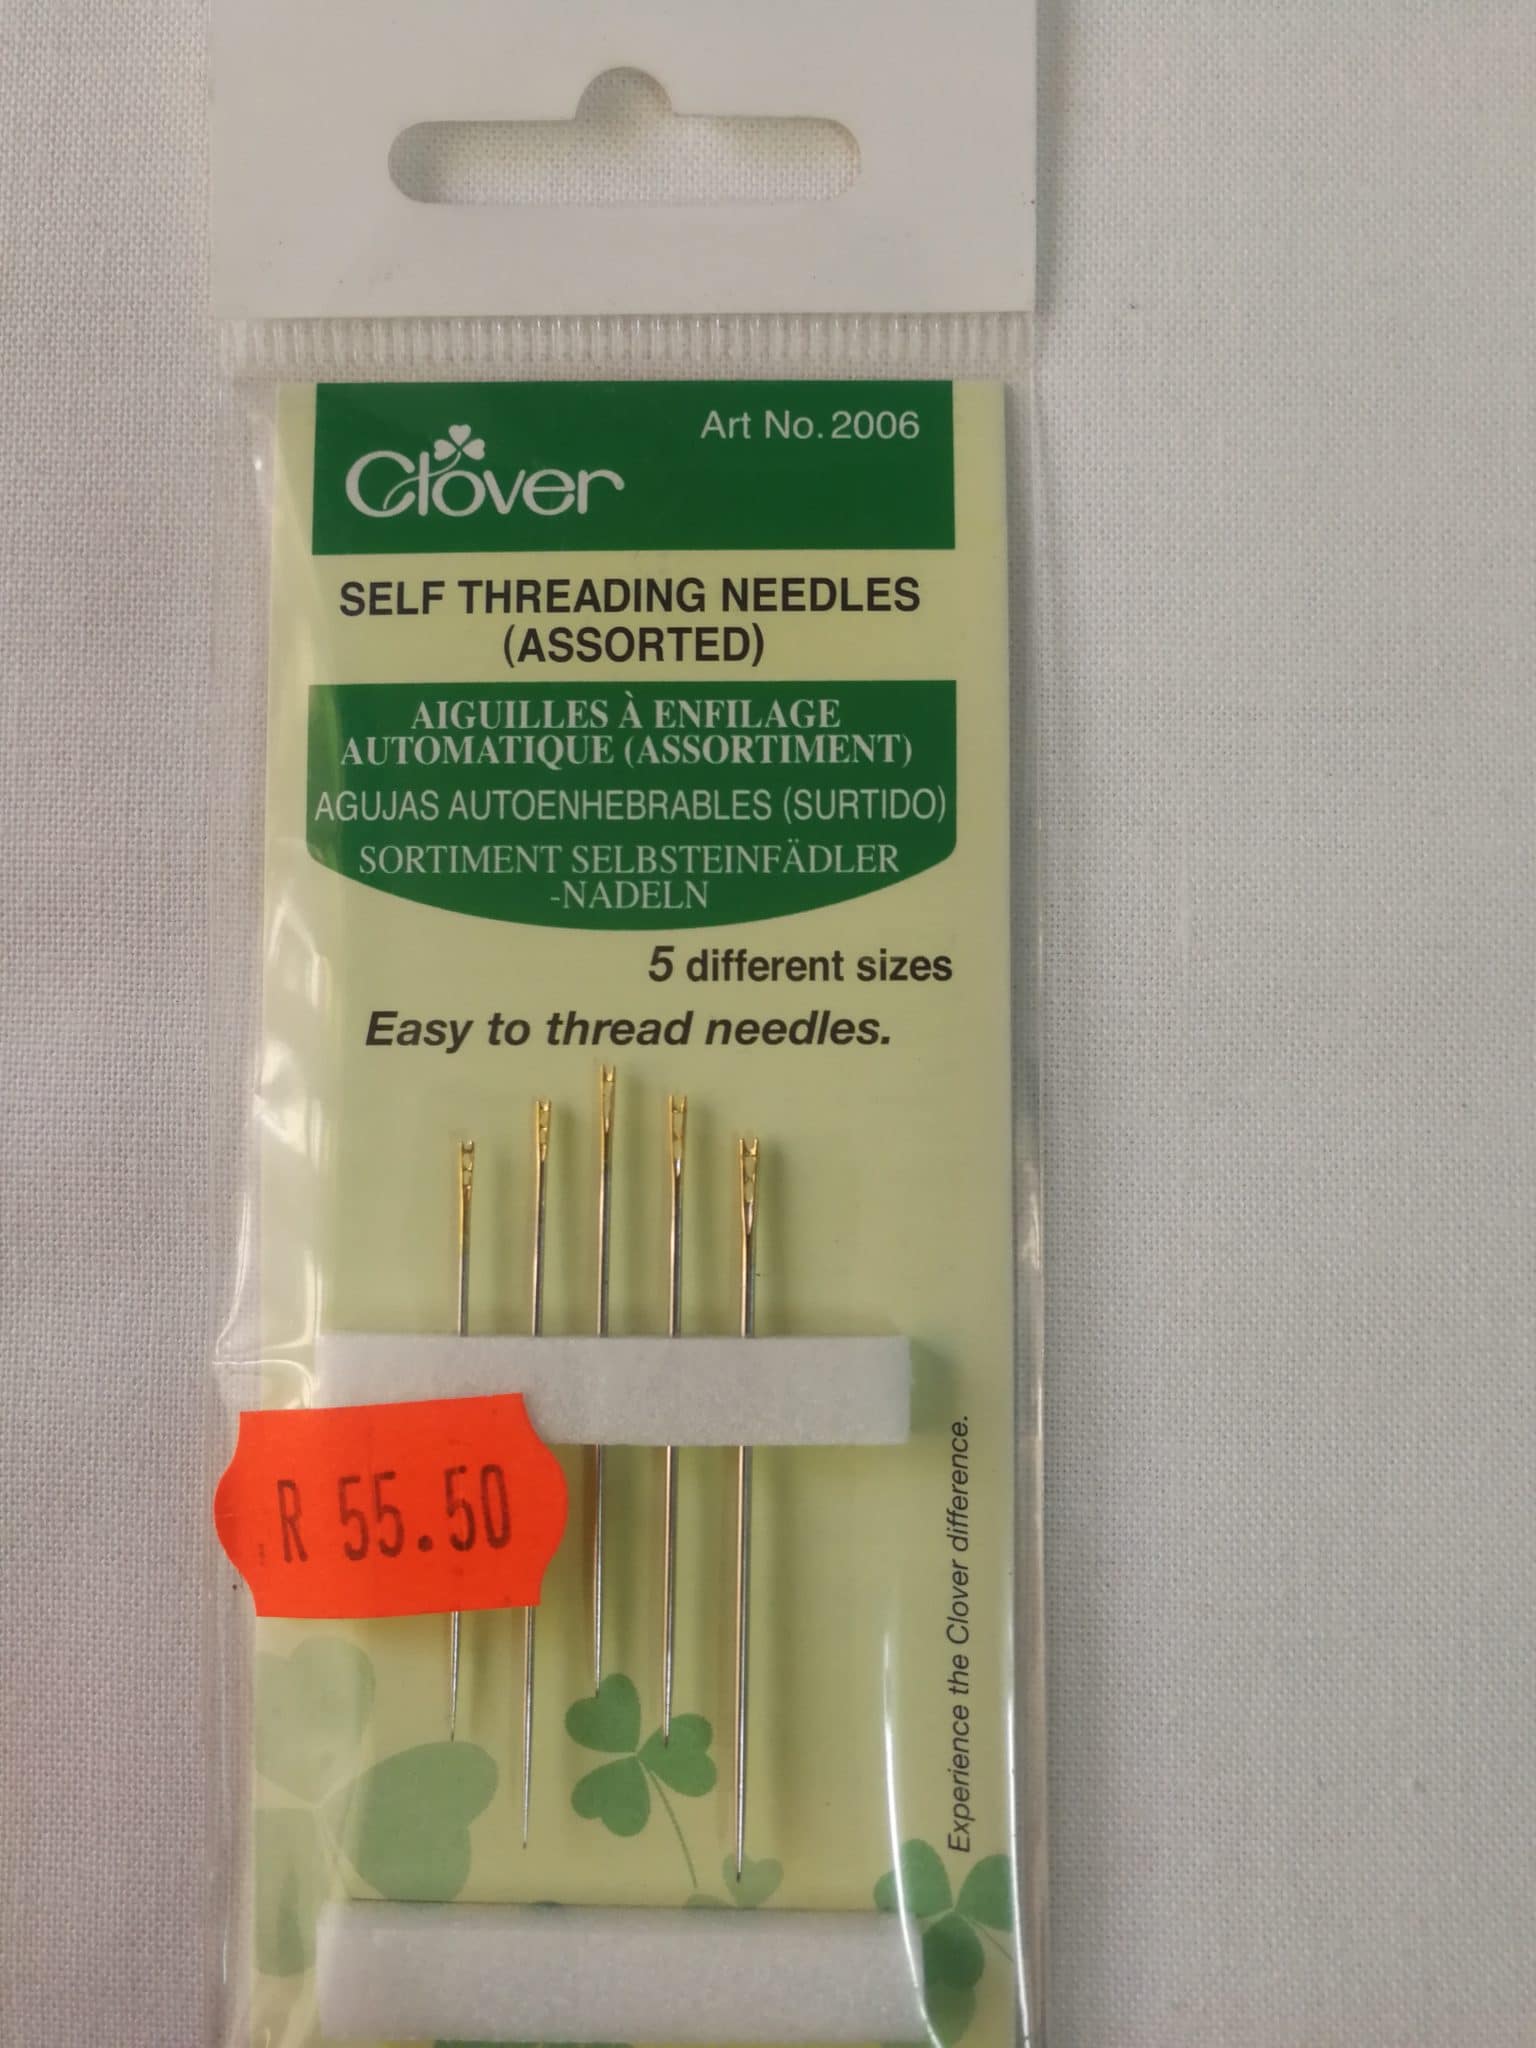 Clover
Art No. 2006
SELF THREADING NEEDLES
(ASSORTED)
AIGUILLES À ENFILAGE
AUTOMATIQUE (ASSORTIMENT)
AGUJAS AUTOENHEBRABLES (SURTIDO)
SORTIMENT SELBSTEINFÄDLER
-NADELN
5 different sizes
Easy to thread needles.
R 55.50
Experience the Clover difference.